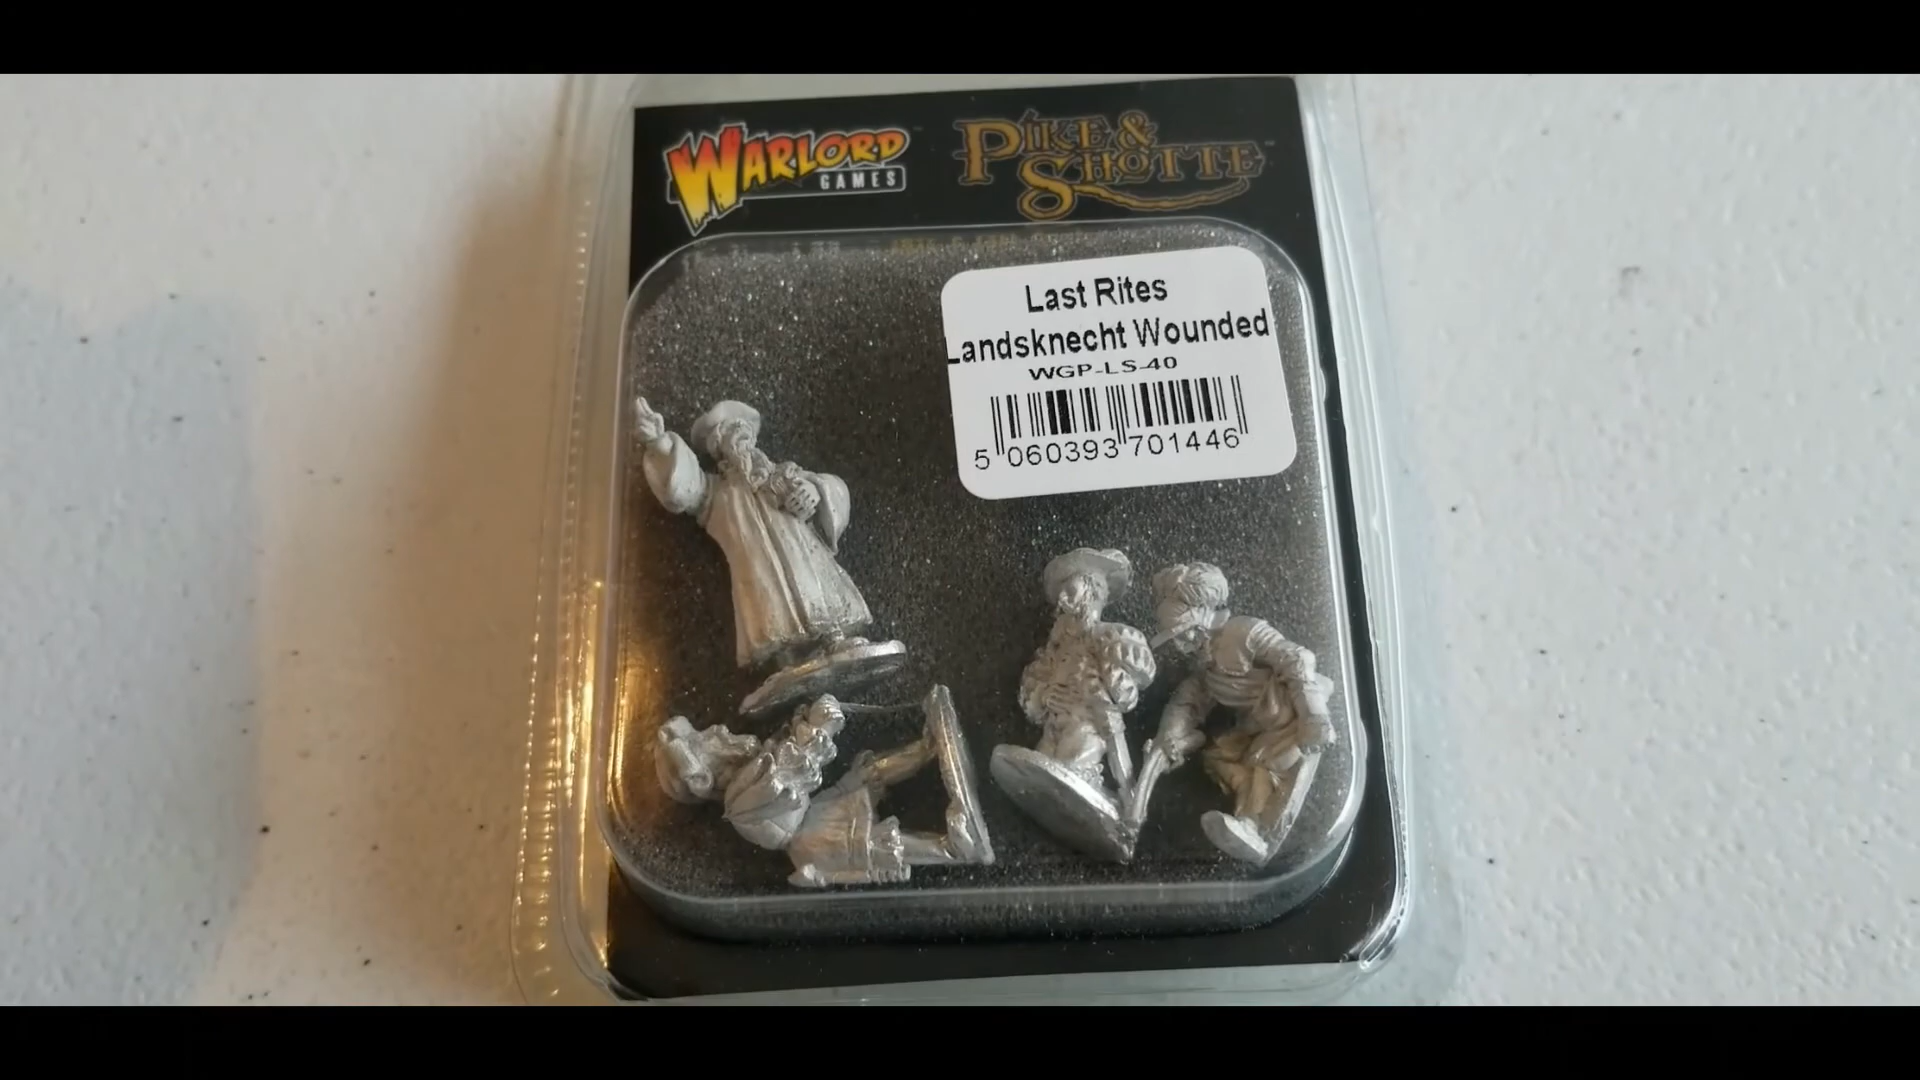 WARLORD
GAMES
PIKE &
SHOTTE
Last Rites
Landsknecht Wounded
WGP-LS-40
5 060393 701446